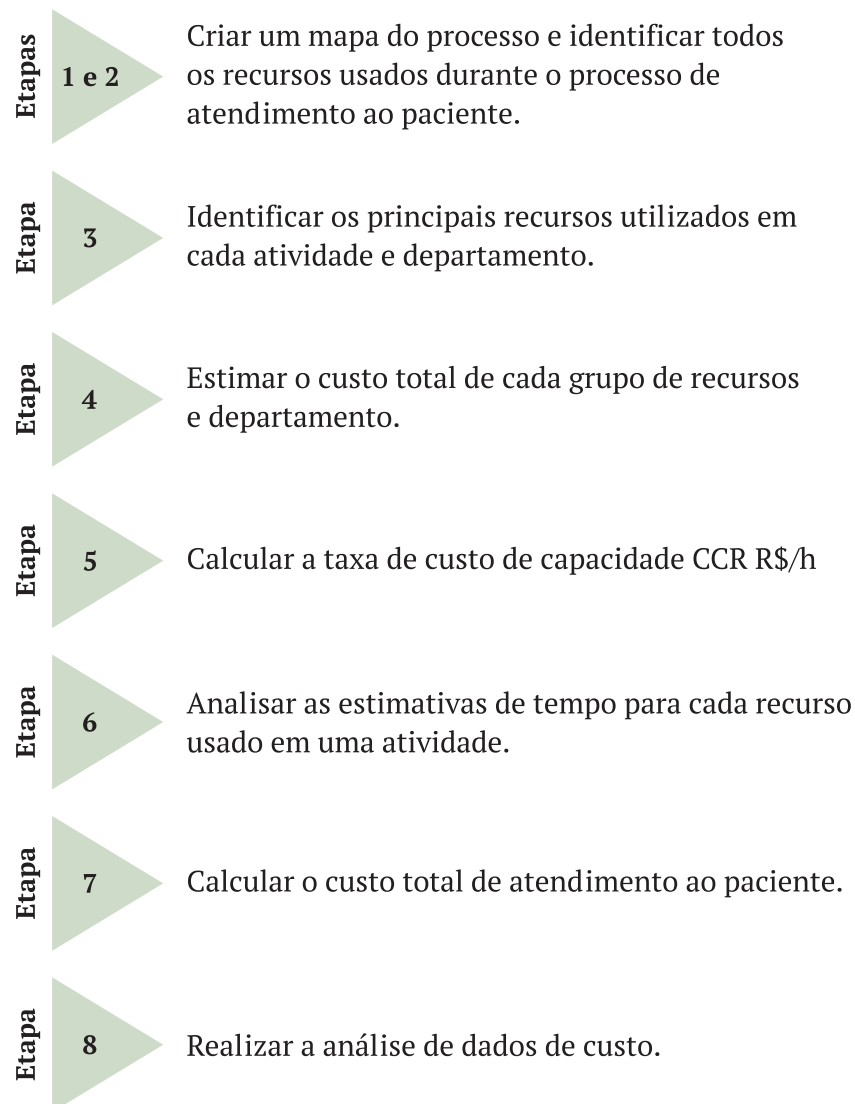 Etapas
1 e 2
Criar um mapa do processo e identificar todos
os recursos usados durante o processo de
atendimento ao paciente.
Etapa
3
Identificar os principais recursos utilizados em
cada atividade e departamento.
Etapa
4
Estimar o custo total de cada grupo de recursos
e departamento.
Etapa
5
Calcular a taxa de custo de capacidade CCR R$/h
Etapa
6
Analisar as estimativas de tempo para cada recurso
usado em uma atividade.
Etapa
7
Calcular o custo total de atendimento ao paciente.
Etapa
8
Realizar a análise de dados de custo.